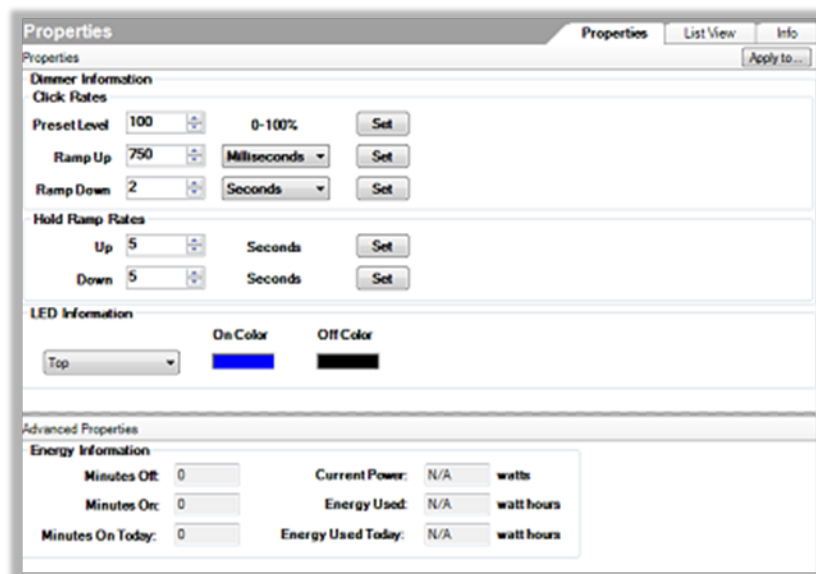 Properties Properties List View Info
Properties Apply to...
Dimmer Information
Click Rates
Preset Level 100 0-100% Set
Ramp Up 750 Milliseconds Set
Ramp Down 2 Seconds Set
Hold Ramp Rates
Up 5 Seconds Set
Down 5 Seconds Set
LED Information
On Color Off Color
Top
Advanced Properties
Energy Information
Minutes Off: 0 Current Power: N/A watts
Minutes On: 0 Energy Used: N/A watt hours
Minutes On Today: 0 Energy Used Today: N/A watt hours